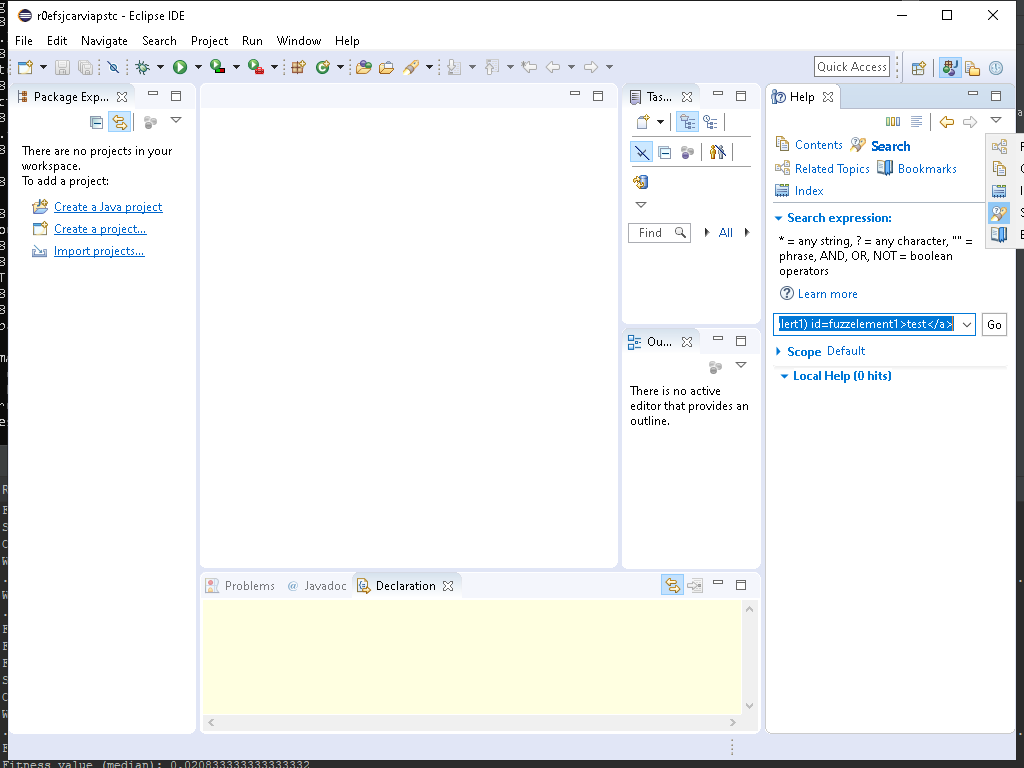 r0efsjcarviapstc - Eclipse IDE
File Edit Navigate Search Project Run Window Help
Quick Access
Package Exp...
There are no projects in your
workspace.
To add a project:
Create a Java project
Create a project...
Import projects...
Tas...
Find
All
Ou...
There is no active
editor that provides an
outline.
Help
Contents Search
Related Topics Bookmarks
Index
Search expression:
* = any string, ? = any character, "" =
phrase, AND, OR, NOT = boolean
operators
Learn more
lert1) id=fuzzelement1>test</a>
Go
Scope Default
Local Help (0 hits)
Problems @ Javadoc Declaration
Fitness value (median): 0.020833333333333332